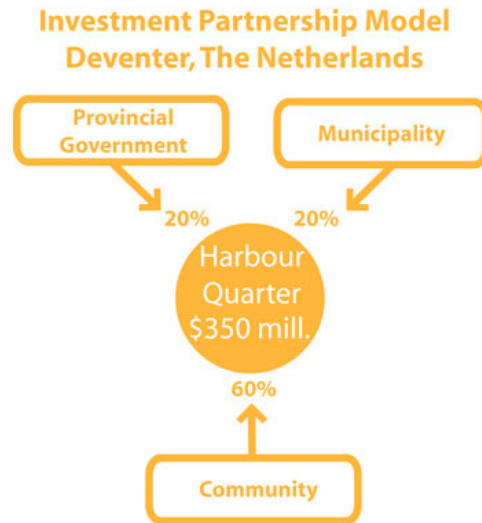 Investment Partnership Model
Deventer, The Netherlands
Provincial
Government
Municipality
20%
20%
Harbour
Quarter
$350 mill.
60%
Community